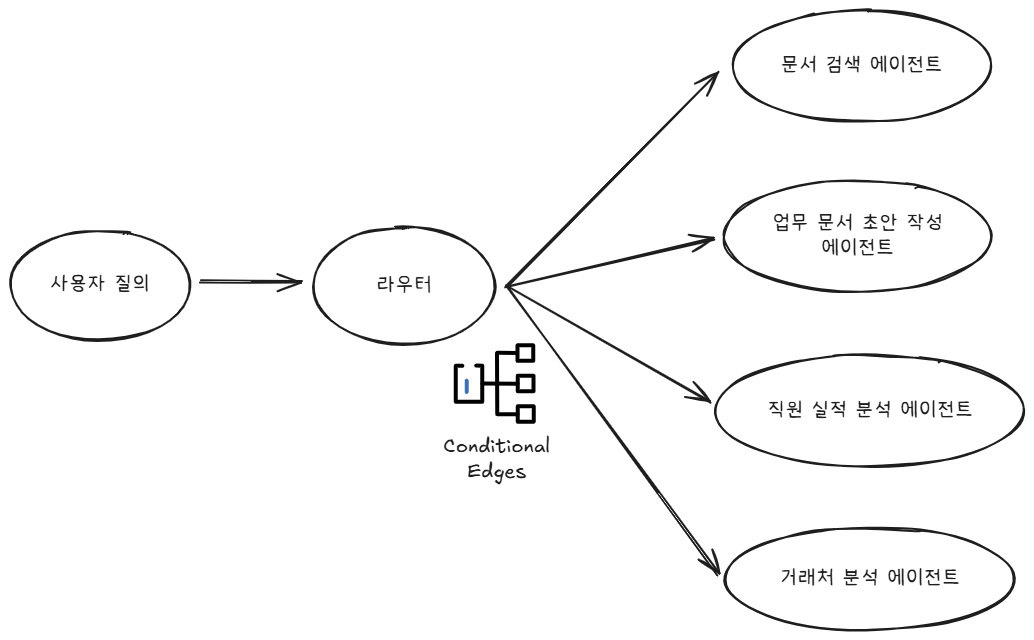 문서 검색 에이전트
업무 문서 초안 작성
에이전트
사용자 질의
라우터
Conditional
Edges
직원 실적 분석 에이전트
거래처 분석 에이전트